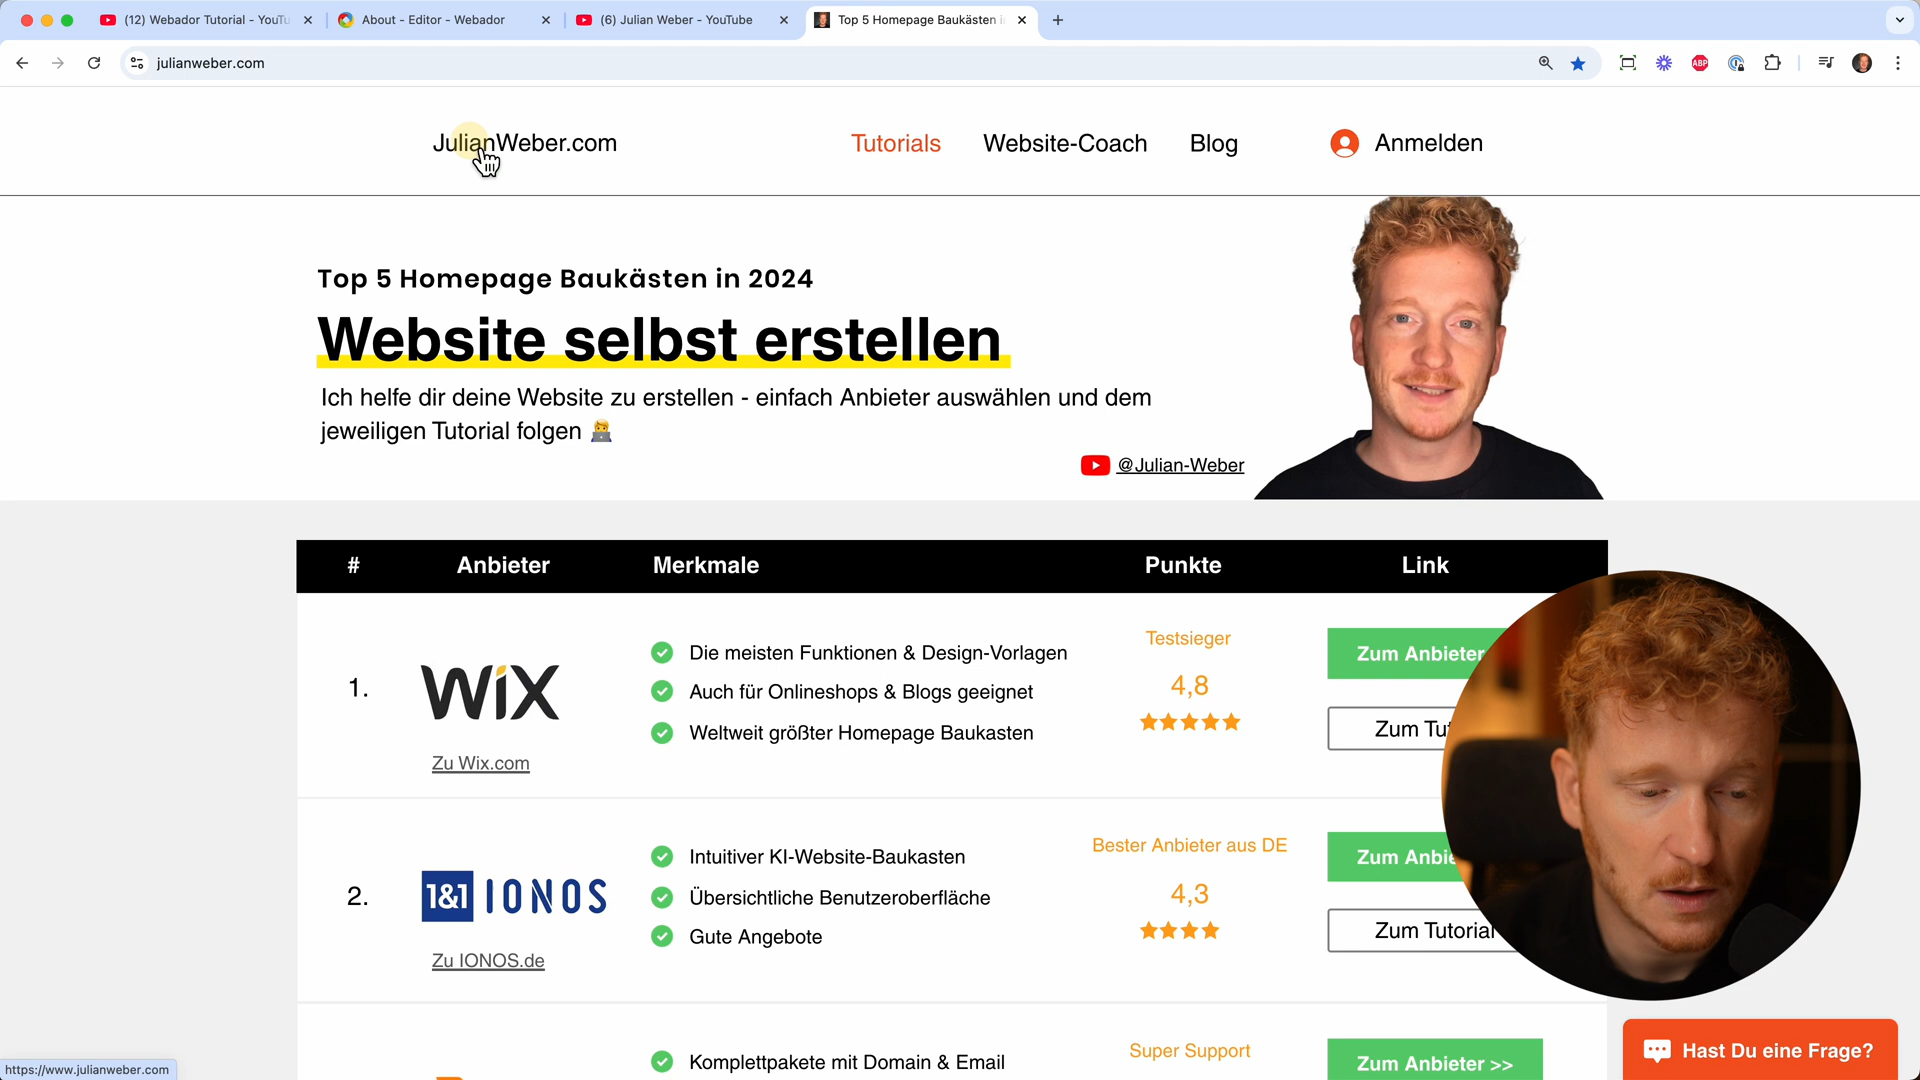 (12) Webador Tutorial - YouTu
About - Editor - Webador
(6) Julian Weber - YouTube
Top 5 Homepage Baukästen i
julianweber.com
ABP
JulianWeber.com
Tutorials
Website-Coach
Blog
Anmelden
Top 5 Homepage Baukästen in 2024
Website selbst erstellen
Ich helfe dir deine Website zu erstellen - einfach Anbieter auswählen und dem
jeweiligen Tutorial folgen
@Julian-Weber
# Anbieter Merkmale Punkte Link
1.
WiX
Zu Wix.com
Die meisten Funktionen & Design-Vorlagen
Auch für Onlineshops & Blogs geeignet
Weltweit größter Homepage Baukasten
Testsieger
4,8
Zum Anbieter
Zum Tu
2.
1&1 IONOS
Zu IONOS.de
Intuitiver KI-Website-Baukasten
Übersichtliche Benutzeroberfläche
Gute Angebote
Bester Anbieter aus DE
4,3
Zum Anbie
Zum Tutorial
Komplettpakete mit Domain & Email
Super Support
Zum Anbieter >>
Hast Du eine Frage?
https://www.julianweber.com